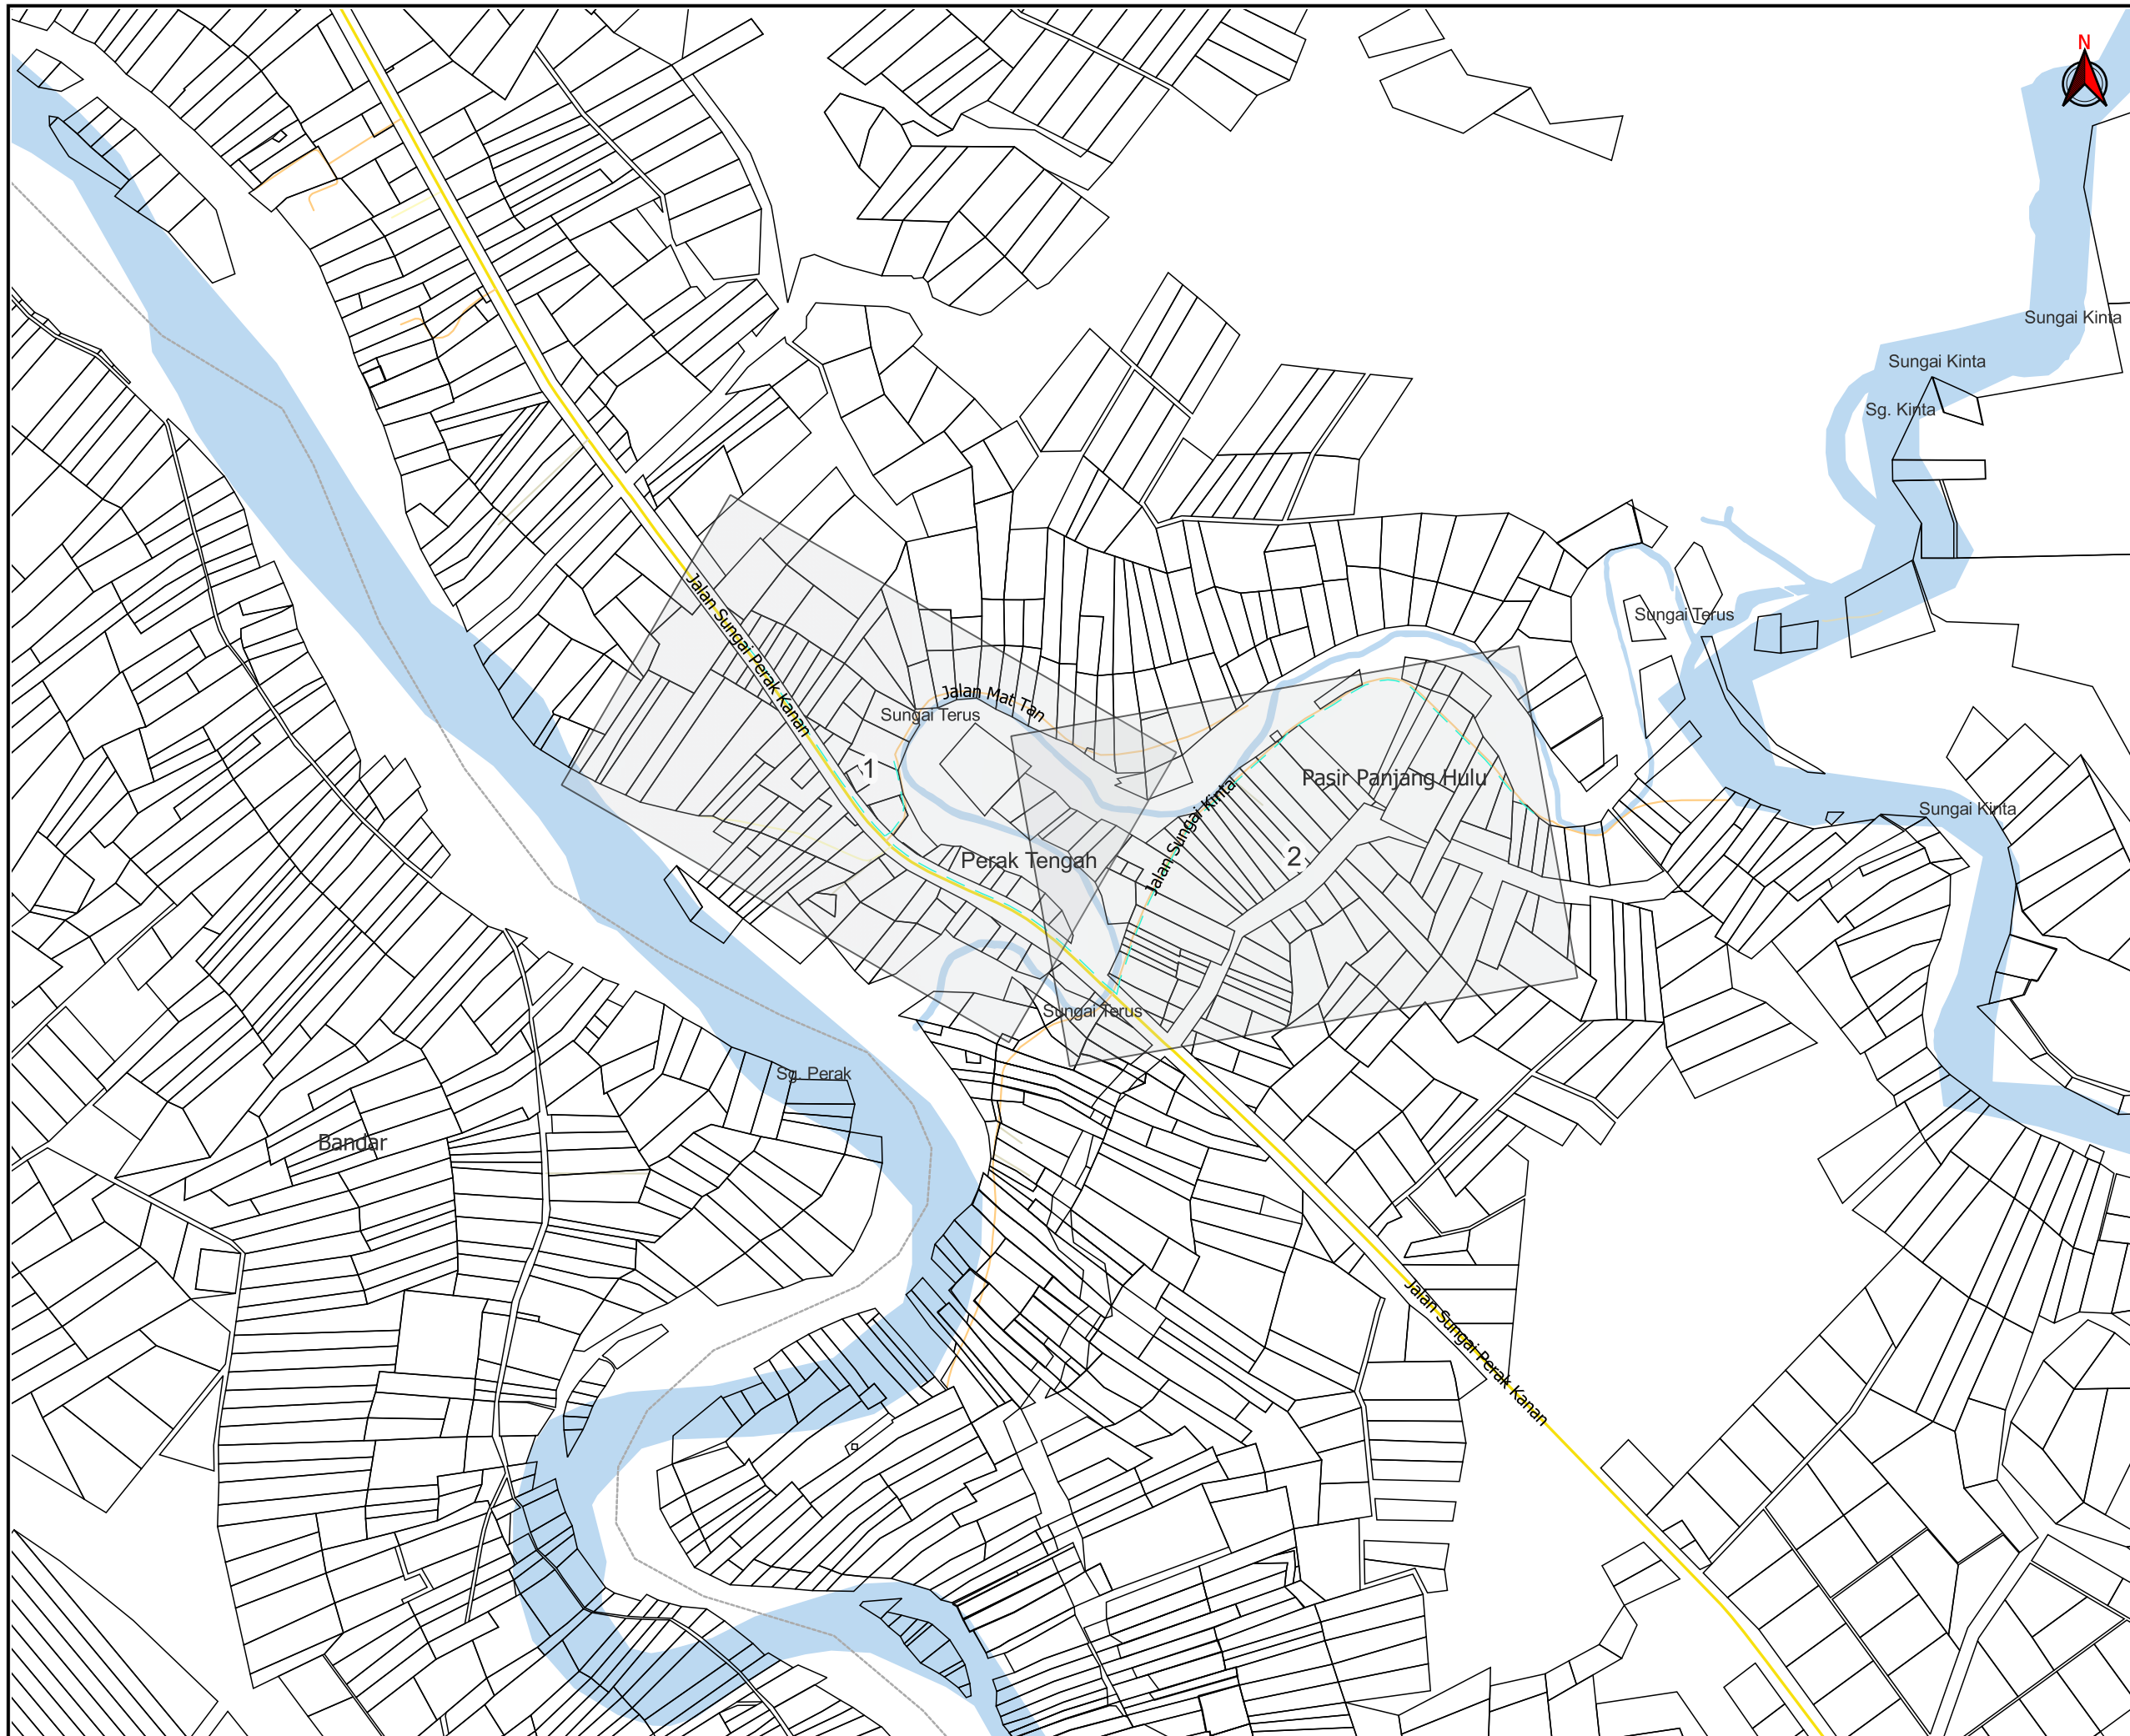 N
Sungai Kinta
Sungai Kinta
Sg. Kinta
Jalan Sungai Perak Kanan
Sungai Terus
Jalan Mat Tan
Sungai Terus
1
Pasir Panjang Hulu
Jalan Sungai Kinta
Sungai Kinta
2
Perak Tengah
Sungai Terus
Sg. Perak
Bandar
Jalan Sungai Perak Kanan